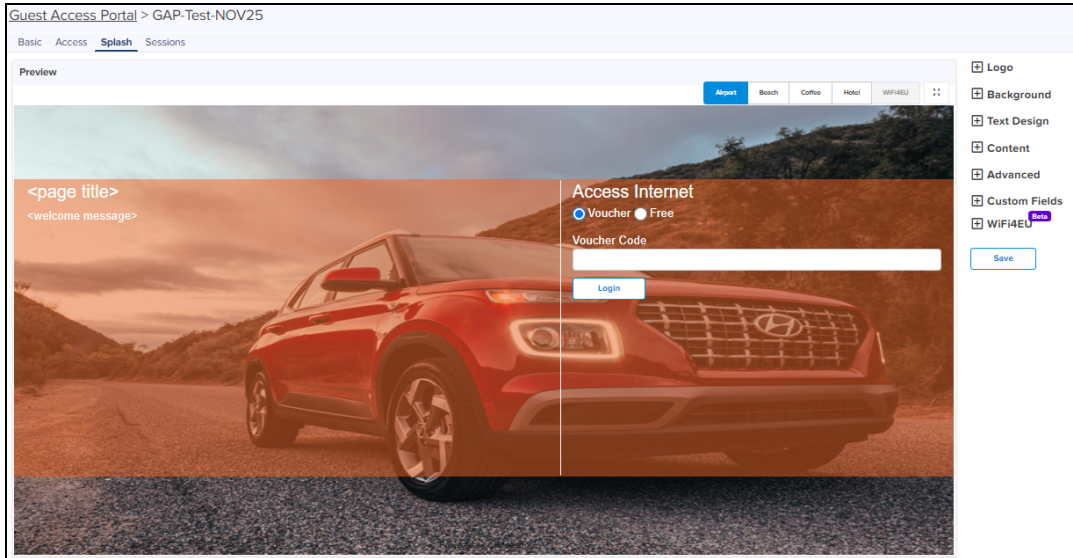 Guest Access Portal > GAP-Test-NOV25
Basic Access Splash Sessions
Preview
Airport Beach Coffee Hotel WiFi4EU
<page title>
<welcome message>
Access Internet
Voucher Free
Voucher Code
Login
Logo
Background
Text Design
Content
Advanced
Custom Fields
WiFi4EU Beta
Save